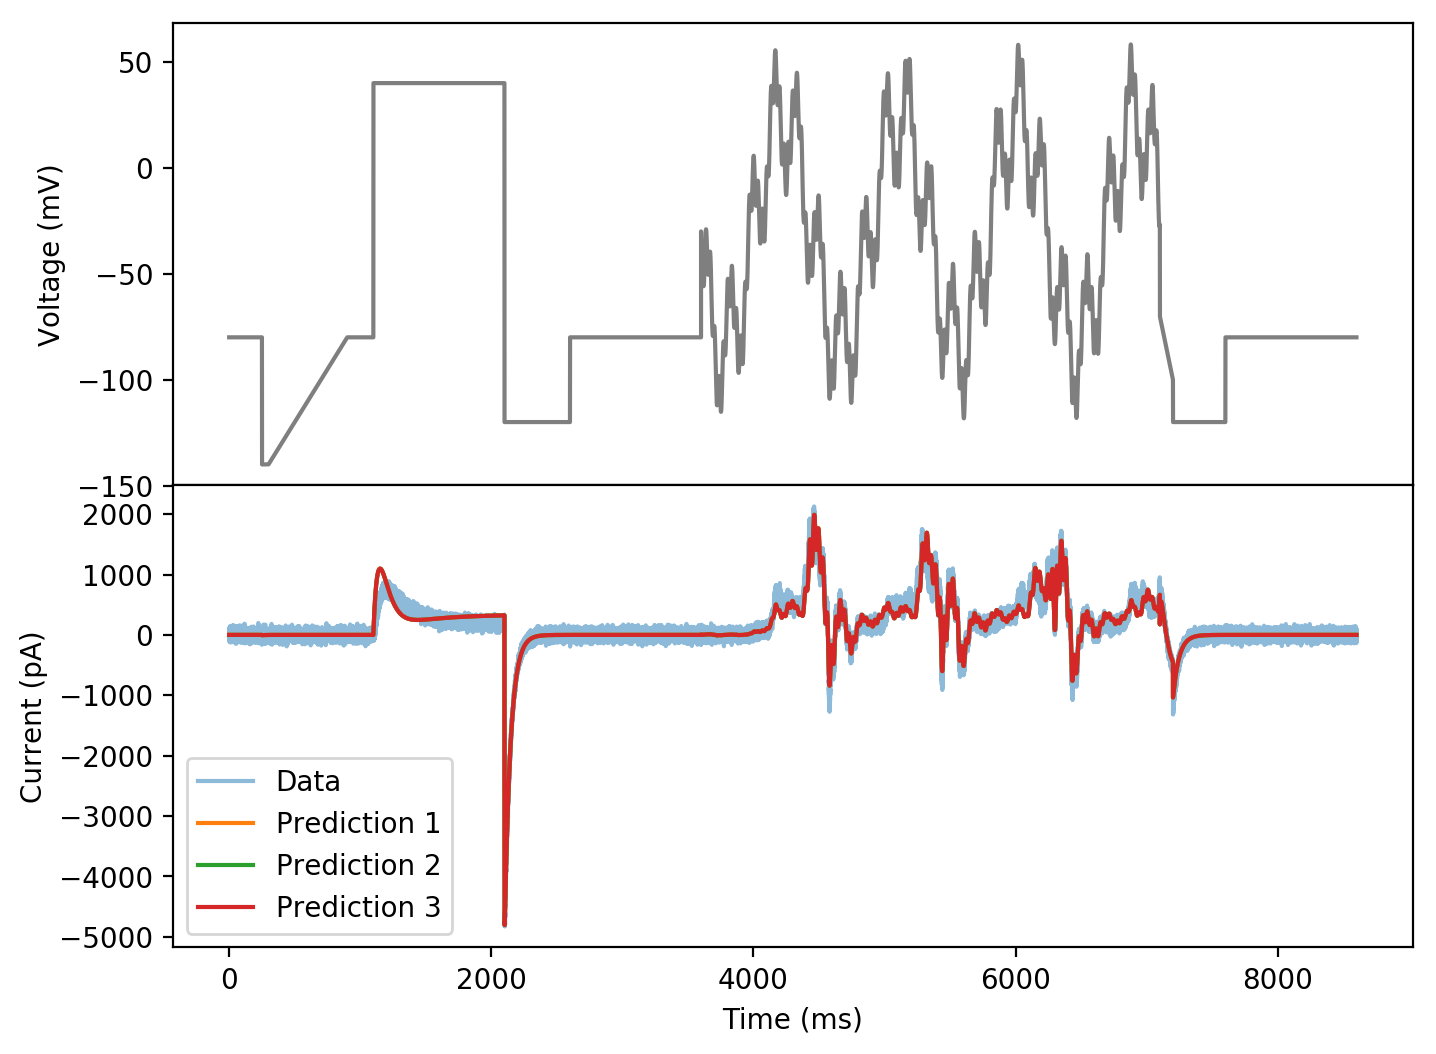 50
0
−50
−100
−150
Voltage (mV)
2000
1000
0
−1000
−2000
−3000
−4000
−5000
Current (pA)
Data
Prediction 1
Prediction 2
Prediction 3
0 2000 4000 6000 8000
Time (ms)